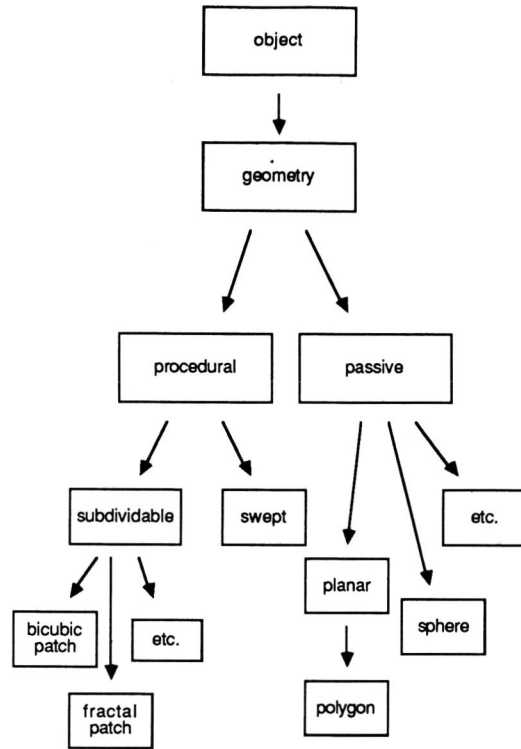 object
geometry
procedural
passive
subdividable
swept
etc.
planar
bicubic
patch
etc.
sphere
fractal
patch
polygon